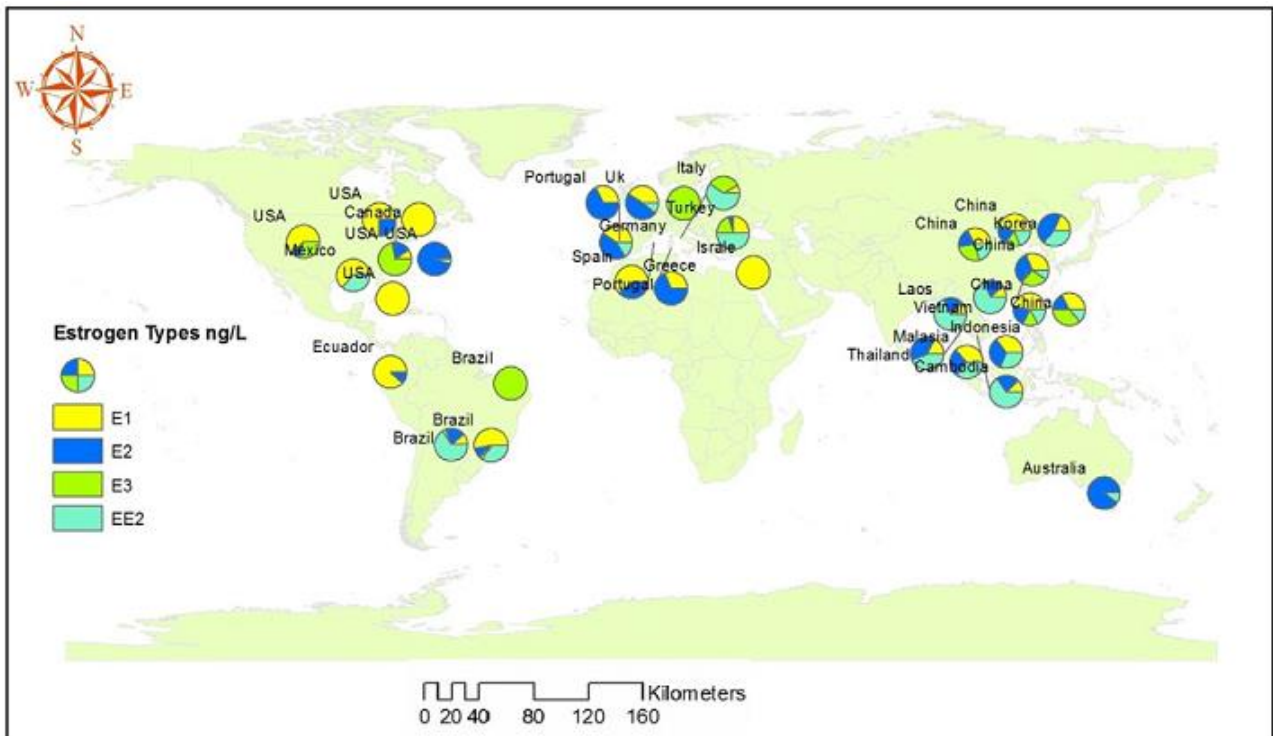 N
W E
S
Italy
Portugal Uk
USA
Turkey
China
USA
Canada
China
Korea
USA USA
Germany
China
México
Israle
Spain
Greece
USA
Portugal
China
Laos
China
Vietnam
Indonesia
Estrogen Types ng/L
Malasia
Thailand
Cambodia
Ecuador
Brazil
E1
Brazil
Brazil
E2
Australia
E3
EE2
Kilometers
0 20 40 80 120 160